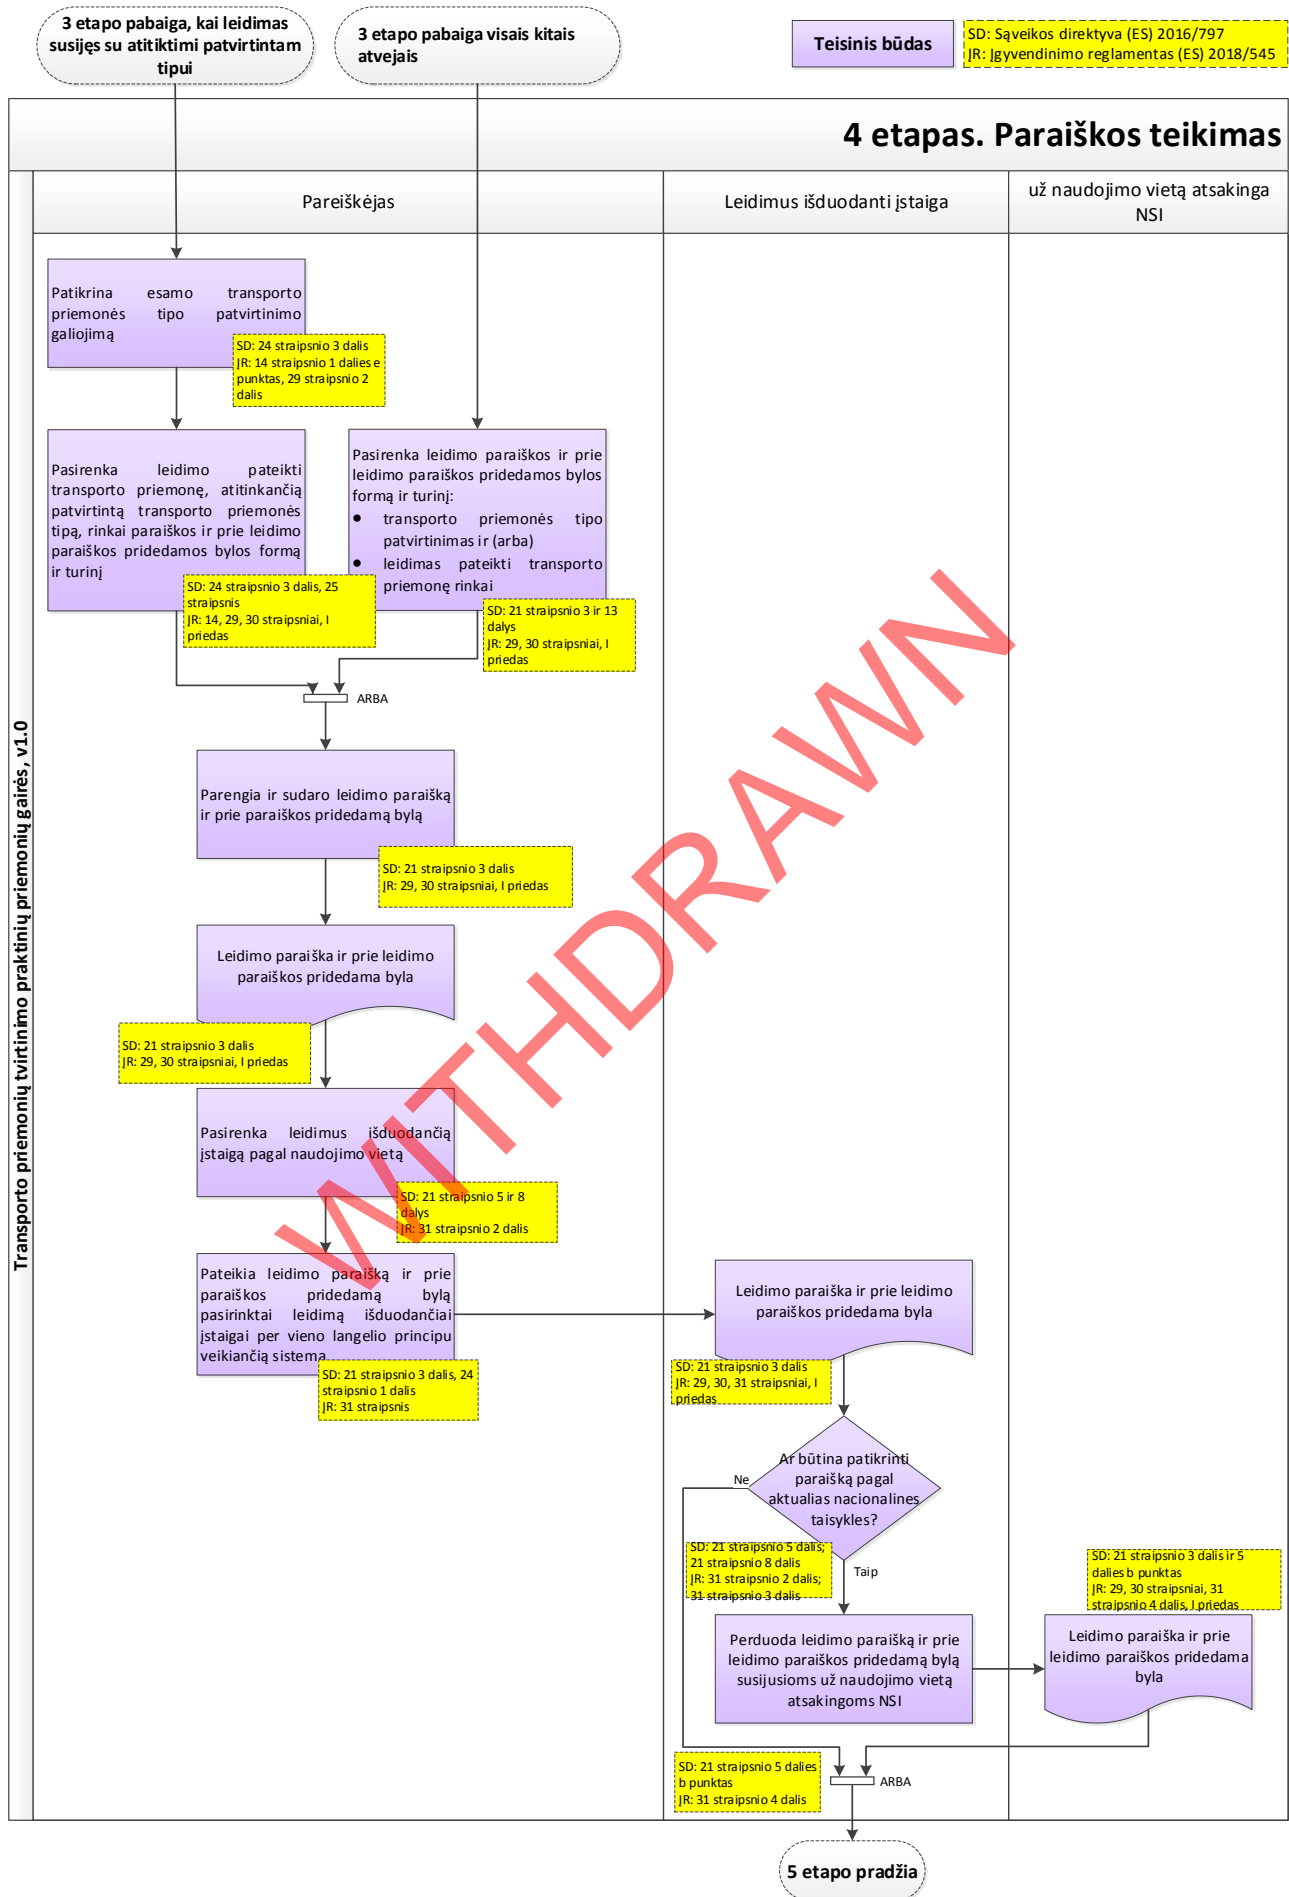 3 etapo pabaiga, kai leidimas
susijęs su atitiktimi patvirtintam
tipui
3 etapo pabaiga visais kitais
atvejais
Teisinis būdas
SD: Sąveikos direktyva (ES) 2016/797
ĮR: Įgyvendinimo reglamentas (ES) 2018/545
4 etapas. Paraiškos teikimas
Transporto priemonių tvirtinimo praktinių priemonių gairės, v1.0
Pareiškėjas
Leidimus išduodanti įstaiga
už naudojimo vietą atsakinga
NSI
Patikrina esamo transporto
priemonės tipo patvirtinimo
galiojimą
SD: 24 straipsnio 3 dalis
ĮR: 14 straipsnio 1 dalies e
punktas, 29 straipsnio 2
dalis
Pasirenka leidimo pateikti
transporto priemonę, atitinkančią
patvirtintą transporto priemonės
tipą, rinkai paraiškos ir prie leidimo
paraiškos pridedamos bylos formą
ir turinį
SD: 24 straipsnio 3 dalis, 25
straipsnis
ĮR: 14, 29, 30 straipsniai, I
priedas
Pasirenka leidimo paraiškos ir prie
leidimo paraiškos pridedamos bylos
formą ir turinį:
● transporto priemonės tipo
patvirtinimas ir (arba)
● leidimas pateikti transporto
priemonę rinkai
SD: 21 straipsnio 3 ir 13
dalys
ĮR: 29, 30 straipsniai, I
priedas
ARBA
Parengia ir sudaro leidimo paraišką
ir prie paraiškos pridedamą bylą
SD: 21 straipsnio 3 dalis
ĮR: 29, 30 straipsniai, I priedas
Leidimo paraiška ir prie leidimo
paraiškos pridedama byla
SD: 21 straipsnio 3 dalis
ĮR: 29, 30 straipsniai, I priedas
Pasirenka leidimus išduodančią
įstaigą pagal naudojimo vietą
SD: 21 straipsnio 5 ir 8
dalys
ĮR: 31 straipsnio 2 dalis
Pateikia leidimo paraišką ir prie
paraiškos pridedamą bylą
pasirinktai leidimą išduodančiai
įstaigai per vieno langelio principu
veikiančią sistemą
SD: 21 straipsnio 3 dalis, 24
straipsnio 1 dalis
ĮR: 31 straipsnis
Leidimo paraiška ir prie leidimo
paraiškos pridedama byla
SD: 21 straipsnio 3 dalis
ĮR: 29, 30, 31 straipsniai, I
priedas
Ar būtina patikrinti
paraišką pagal
aktualias nacionalines
taisykles?
Ne
Taip
SD: 21 straipsnio 5 dalis;
21 straipsnio 8 dalis
ĮR: 31 straipsnio 2 dalis;
31 straipsnio 3 dalis
Perduoda leidimo paraišką ir prie
leidimo paraiškos pridedamą bylą
susijusioms už naudojimo vietą
atsakingoms NSI
SD: 21 straipsnio 3 dalis ir 5
dalies b punktas
ĮR: 29, 30 straipsniai, 31
straipsnio 4 dalis, I priedas
Leidimo paraiška ir prie
leidimo paraiškos pridedama
byla
SD: 21 straipsnio 5 dalies
b punktas
ĮR: 31 straipsnio 4 dalis
ARBA
5 etapo pradžia
WITHDRAWN